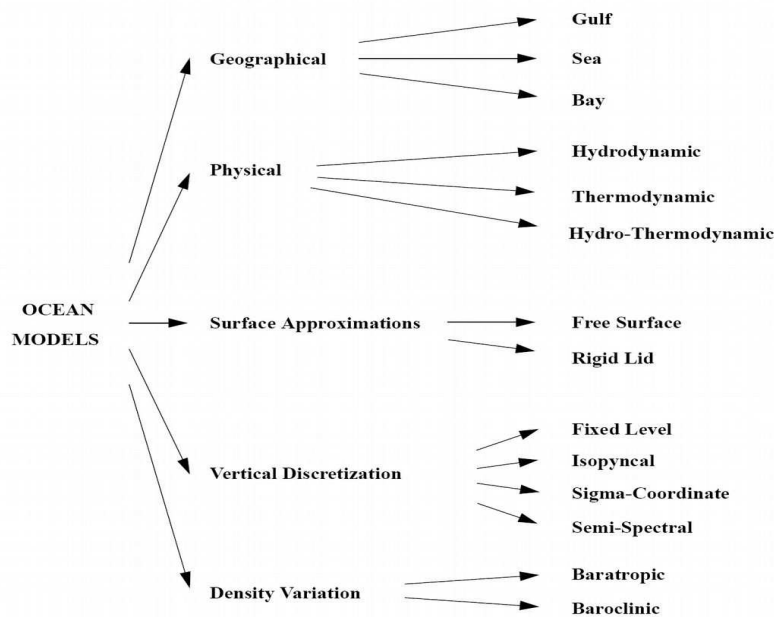 Gulf
Geographical
Sea
Bay
Hydrodynamic
Physical
Thermodynamic
Hydro-Thermodynamic
OCEAN
MODELS
Surface Approximations
Free Surface
Rigid Lid
Fixed Level
Isopyncal
Vertical Discretization
Sigma-Coordinate
Semi-Spectral
Baratropic
Density Variation
Baroclinic